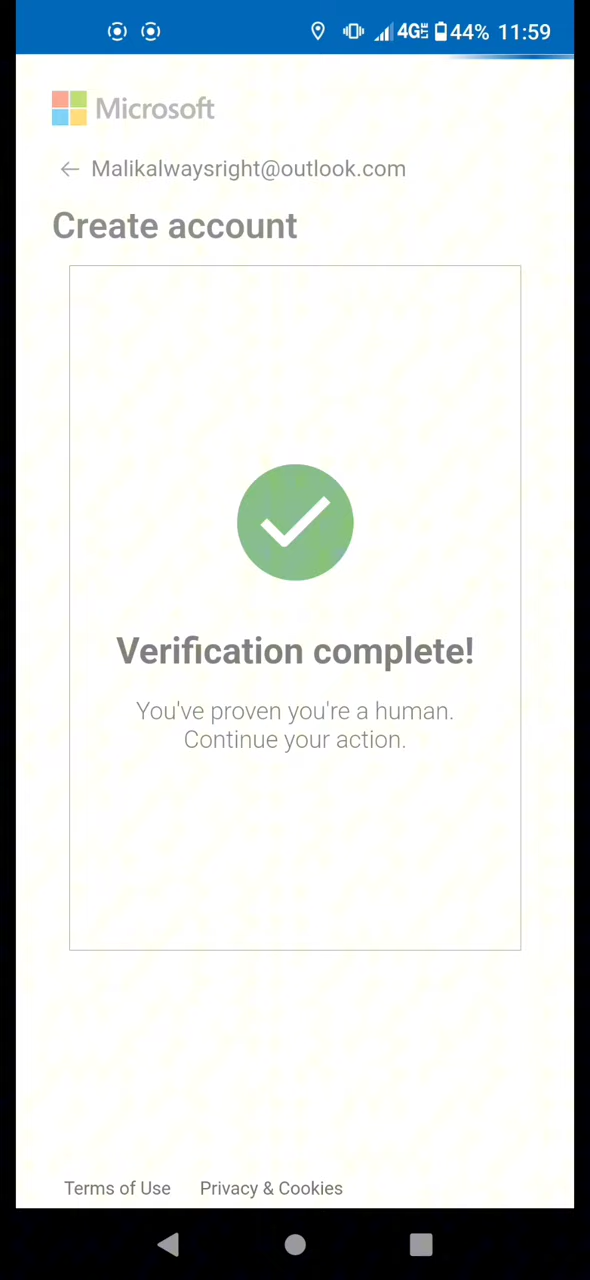 4G 44% 11:59
Microsoft
← Malikalwaysright@outlook.com
Create account
Verification complete!
You've proven you're a human.
Continue your action.
Terms of Use Privacy & Cookies